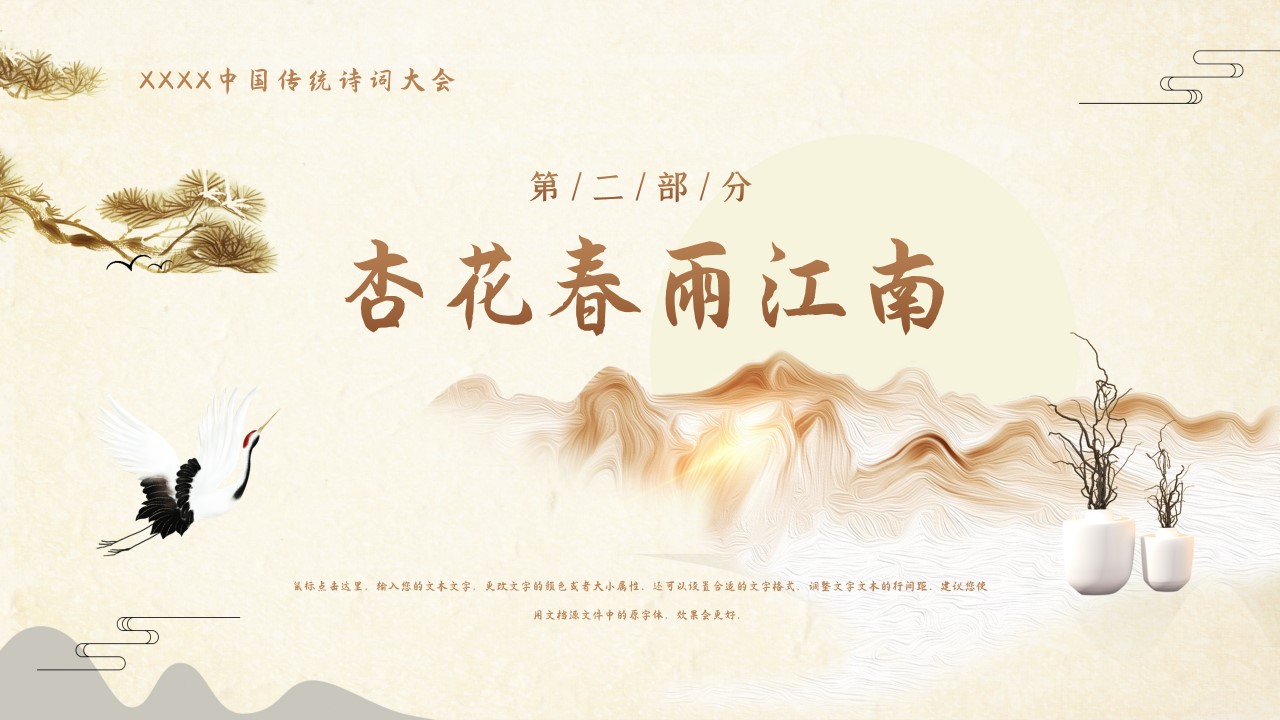 XXXX中国传统诗词大会
第/二/部/分
杏花春雨江南
鼠标点击这里，输入您的文本文字，更改文字的颜色或者大小属性，还可以设置合适的文字格式，调整文字文本的行间距，建议您使
用文档源文件中的原字体，效果会更好。